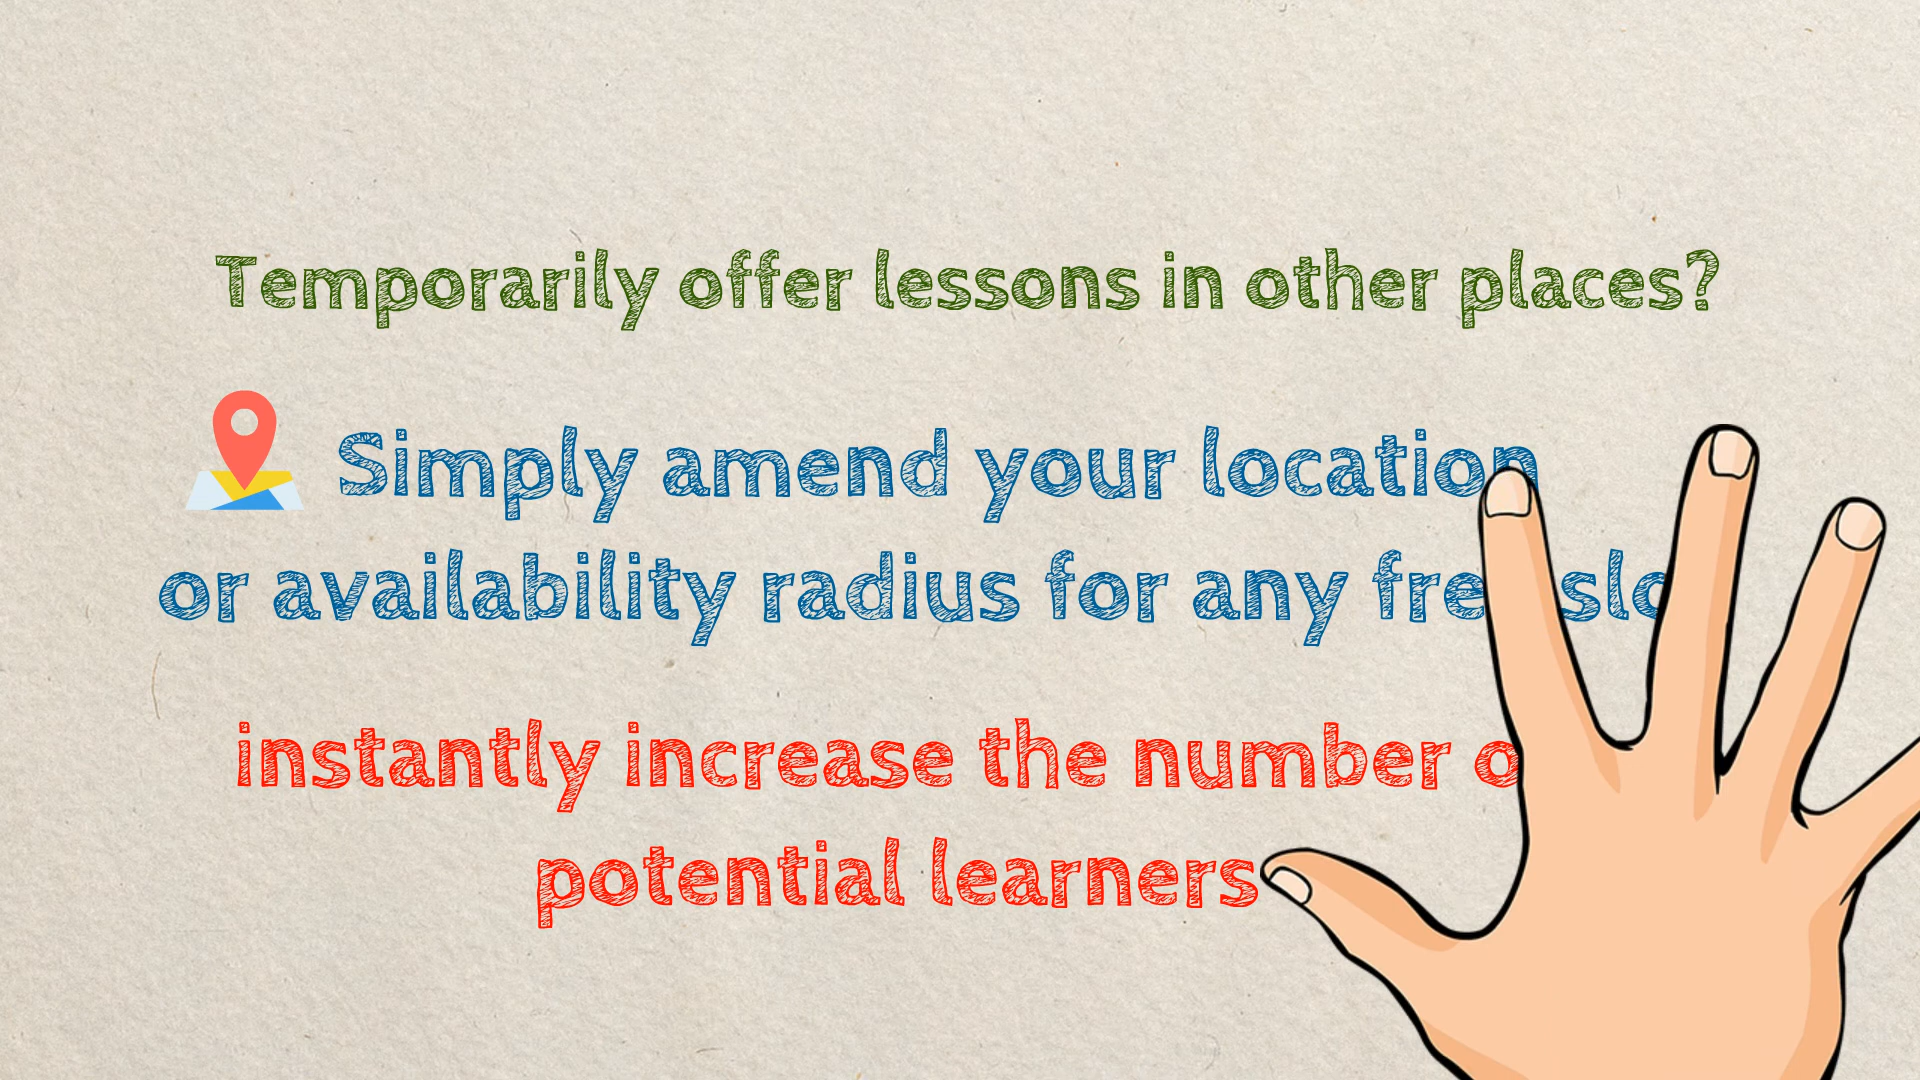 Temporarily offer lessons in other places?
Simply amend your location
or availability radius for any
instantly increase the number
potential learners